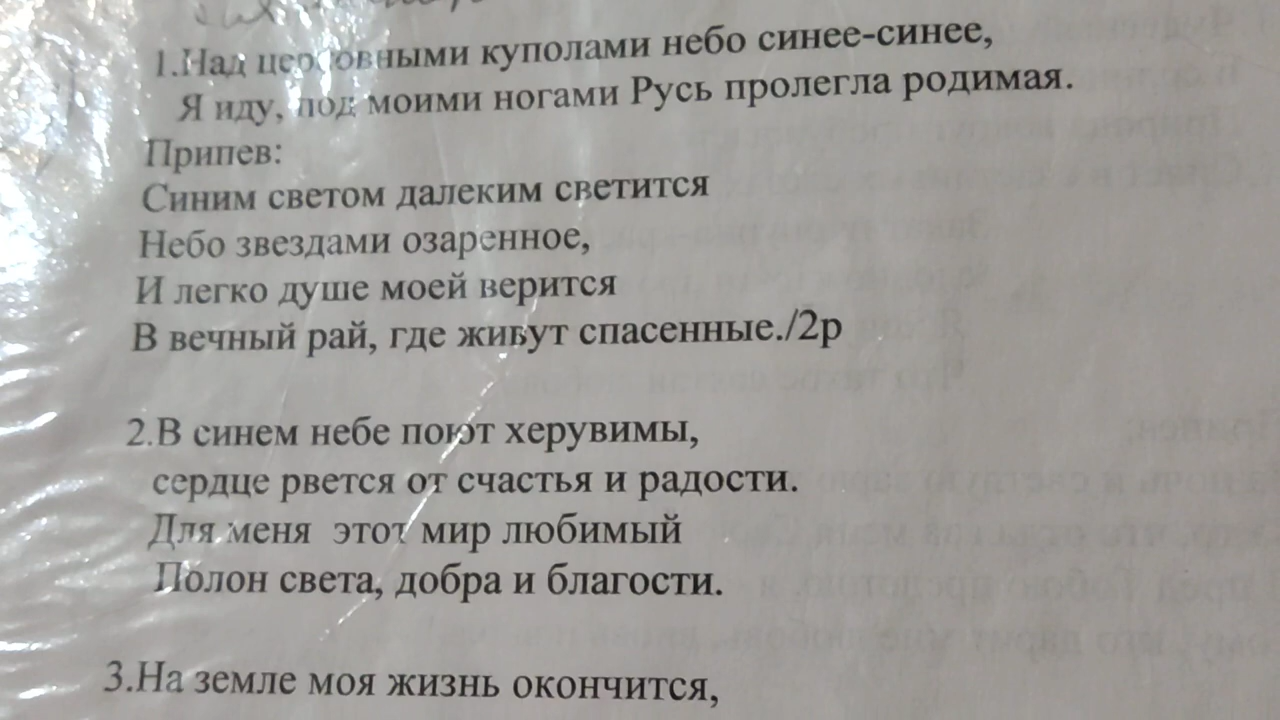 1.Над церковными куполами небо синее-синее,
Я иду, под моими ногами Русь пролегла родимая.
Припев:
Синим светом далеким светится
Небо звездами озаренное,
И легко душе моей верится
В вечный рай, где живут спасенные./2р
2.В синем небе поют херувимы,
сердце рвется от счастья и радости.
Для меня этот мир любимый
Полон света, добра и благости.
3.На земле моя жизнь окончится,